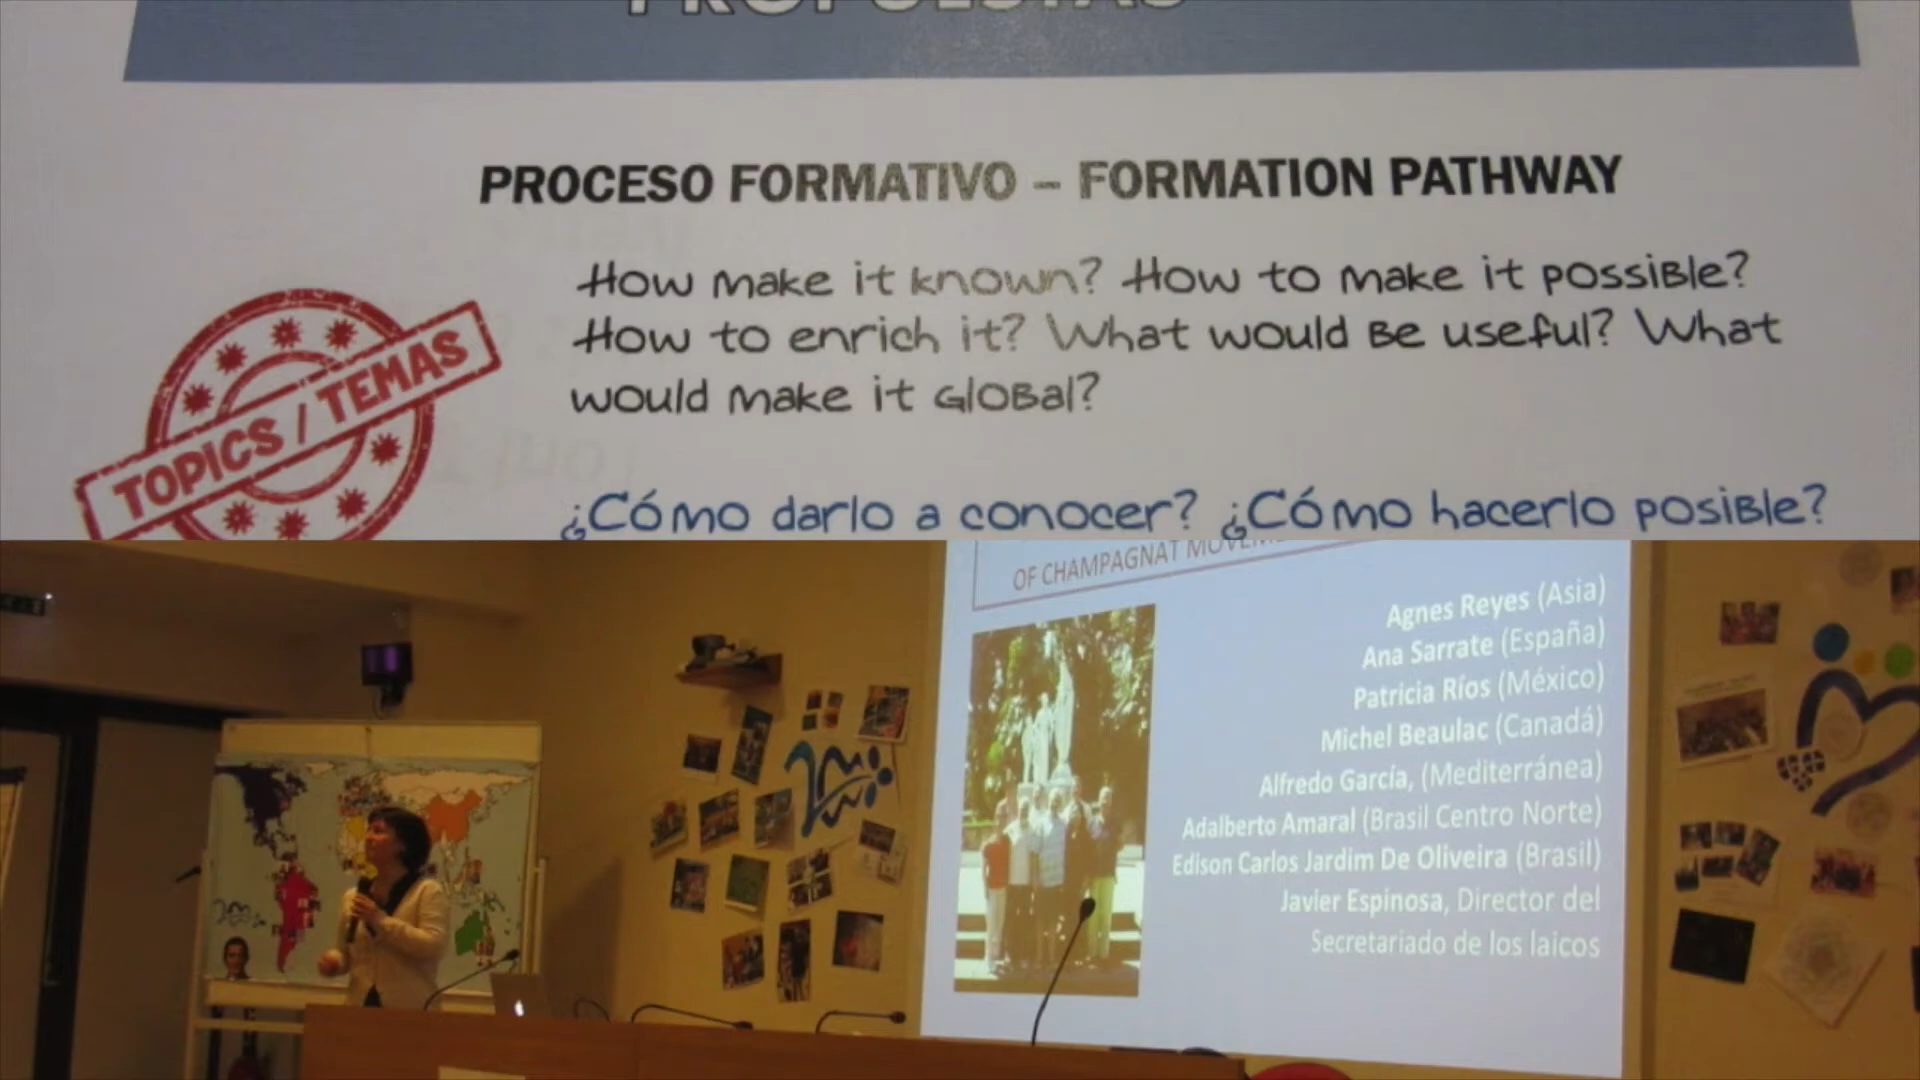 PROPUESTAS
PROCESO FORMATIVO – FORMATION PATHWAY
How make it known? How to make it possible?
How to enrich it? What would be useful? What
would make it global?
TOPICS / TEMAS
¿Cómo darlo a conocer? ¿Cómo hacerlo posible?
OF CHAMPAGNAT
Agnes Reyes (Asia)
Ana Sarrate (España)
Patricia Ríos (México)
Michel Beaulac (Canadá)
Alfredo García, (Mediterránea)
Adalberto Amaral (Brasil Centro Norte)
Edison Carlos Jardim De Oliveira (Brasil)
Javier Espinosa, Director del
Secretariado de los laicos